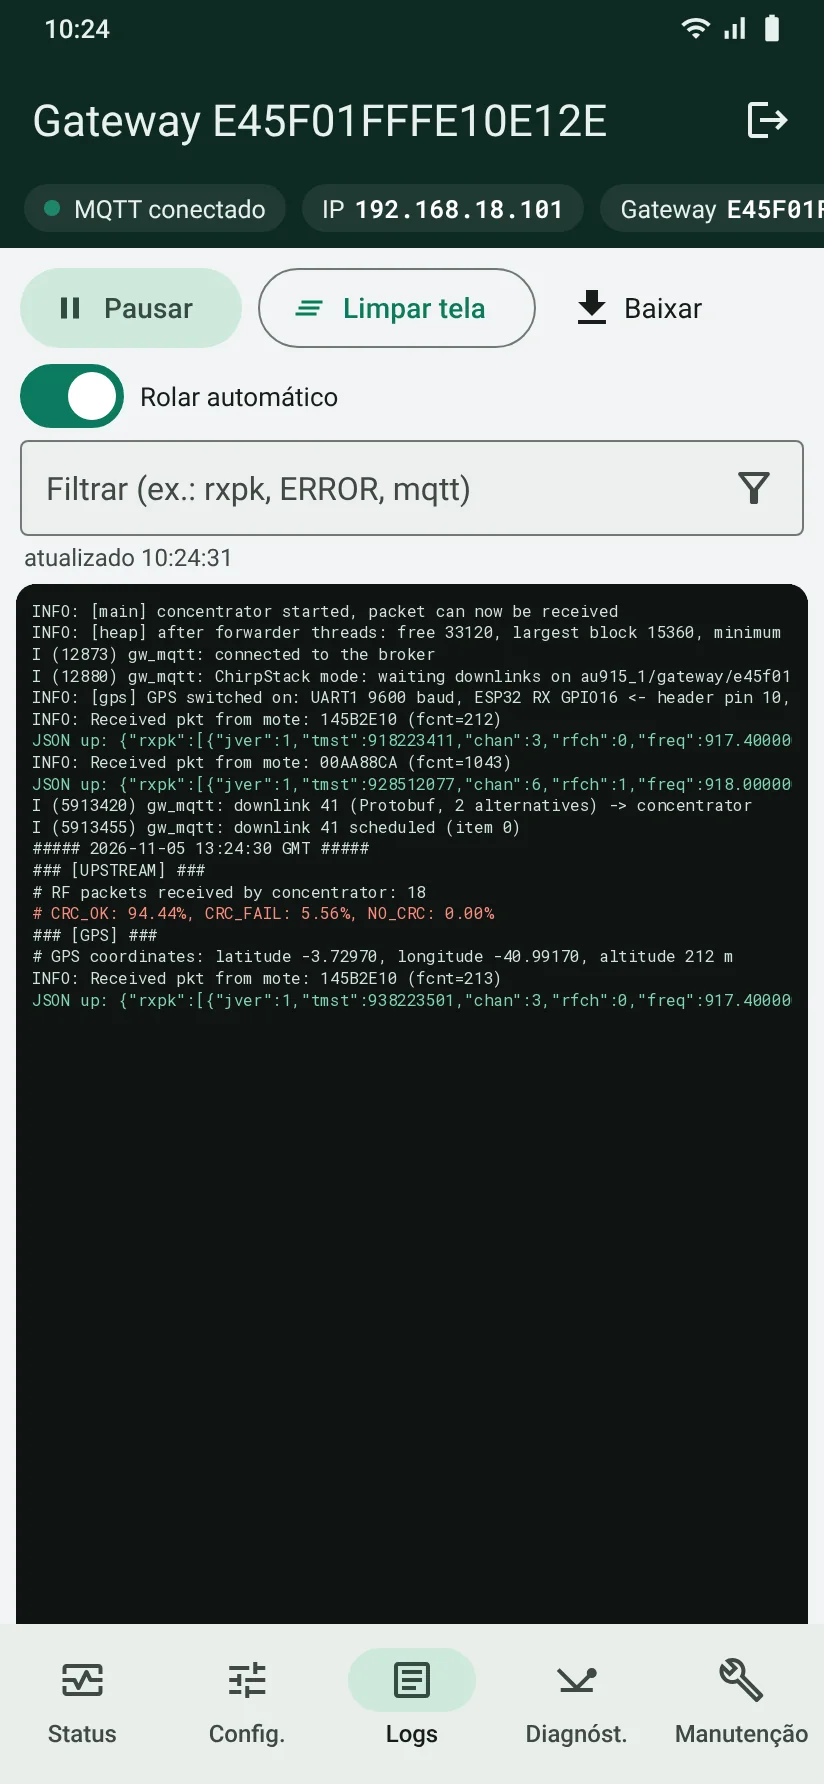 10:24
Gateway E45F01FFFE10E12E
MQTT conectado
IP 192.168.18.101
Gateway E45F01F
Pausar
Limpar tela
Baixar
Rolar automático
Filtrar (ex.: rxpk, ERROR, mqtt)
atualizado 10:24:31
INFO: [main] concentrator started, packet can now be received
INFO: [heap] after forwarder threads: free 33120, largest block 15360, minimum
I (12873) gw_mqtt: connected to the broker
I (12880) gw_mqtt: ChirpStack mode: waiting downlinks on au915_1/gateway/e45f01
INFO: [gps] GPS switched on: UART1 9600 baud, ESP32 RX GPIO16 <- header pin 10,
INFO: Received pkt from mote: 145B2E10 (fcnt=212)
JSON up: {"rxpk":[{"jver":1,"tmst":918223411,"chan":3,"rfch":0,"freq":917.400000
INFO: Received pkt from mote: 00AA88CA (fcnt=1043)
JSON up: {"rxpk":[{"jver":1,"tmst":928512077,"chan":6,"rfch":1,"freq":918.000000
I (5913420) gw_mqtt: downlink 41 (Protobuf, 2 alternatives) -> concentrator
I (5913455) gw_mqtt: downlink 41 scheduled (item 0)
##### 2026-11-05 13:24:30 GMT #####
### [UPSTREAM] ###
# RF packets received by concentrator: 18
# CRC_OK: 94.44%, CRC_FAIL: 5.56%, NO_CRC: 0.00%
### [GPS] ###
# GPS coordinates: latitude -3.72970, longitude -40.99170, altitude 212 m
INFO: Received pkt from mote: 145B2E10 (fcnt=213)
JSON up: {"rxpk":[{"jver":1,"tmst":938223501,"chan":3,"rfch":0,"freq":917.400000
Status
Config.
Logs
Diagnóst.
Manutenção